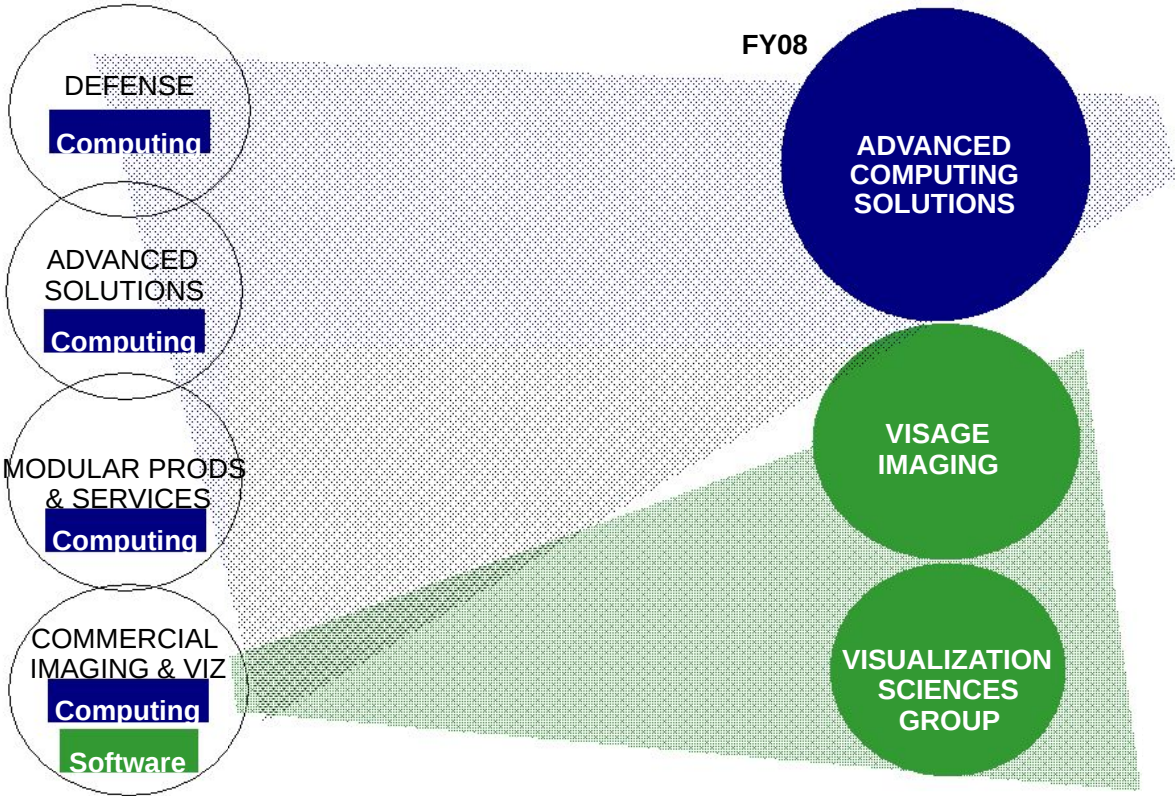 FY08
DEFENSE
Computing
ADVANCED
SOLUTIONS
Computing
MODULAR PRODS
& SERVICES
Computing
COMMERCIAL
IMAGING & VIZ
Computing
Software
ADVANCED
COMPUTING
SOLUTIONS
VISAGE
IMAGING
VISUALIZATION
SCIENCES
GROUP